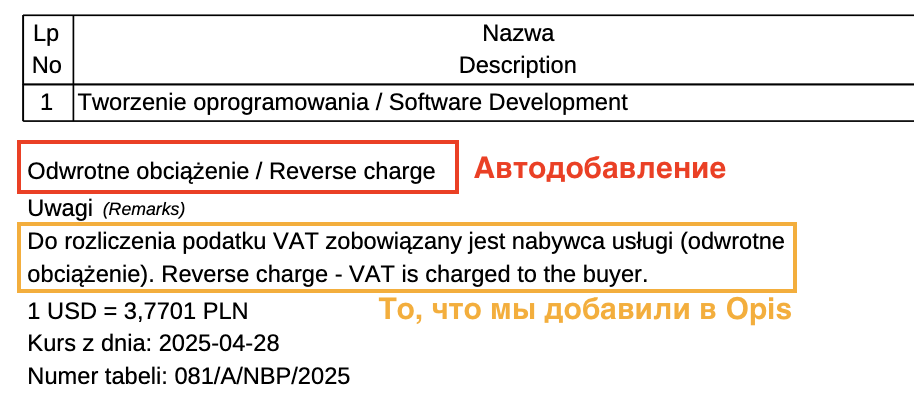 Lp
No
Nazwa
Description
1 Tworzenie oprogramowania / Software Development
Odwrotne obciążenie / Reverse charge
Автодобавление
Uwagi (Remarks)
Do rozliczenia podatku VAT zobowiązany jest nabywca usługi (odwrotne
obciążenie). Reverse charge - VAT is charged to the buyer.
1 USD = 3,7701 PLN
То, что мы добавили в Opis
Kurs z dnia: 2025-04-28
Numer tabeli: 081/A/NBP/2025